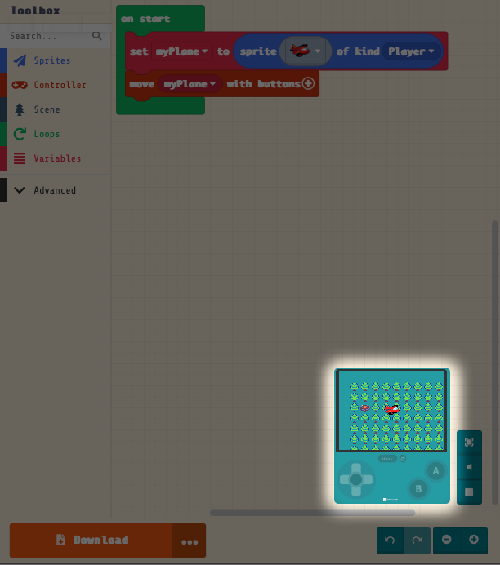 Toolbox
on start
Search...
set myPlane to sprite of kind Player
Sprites
Controller
move myPlane with buttons
Scene
Loops
Variables
Advanced
A
B
Download